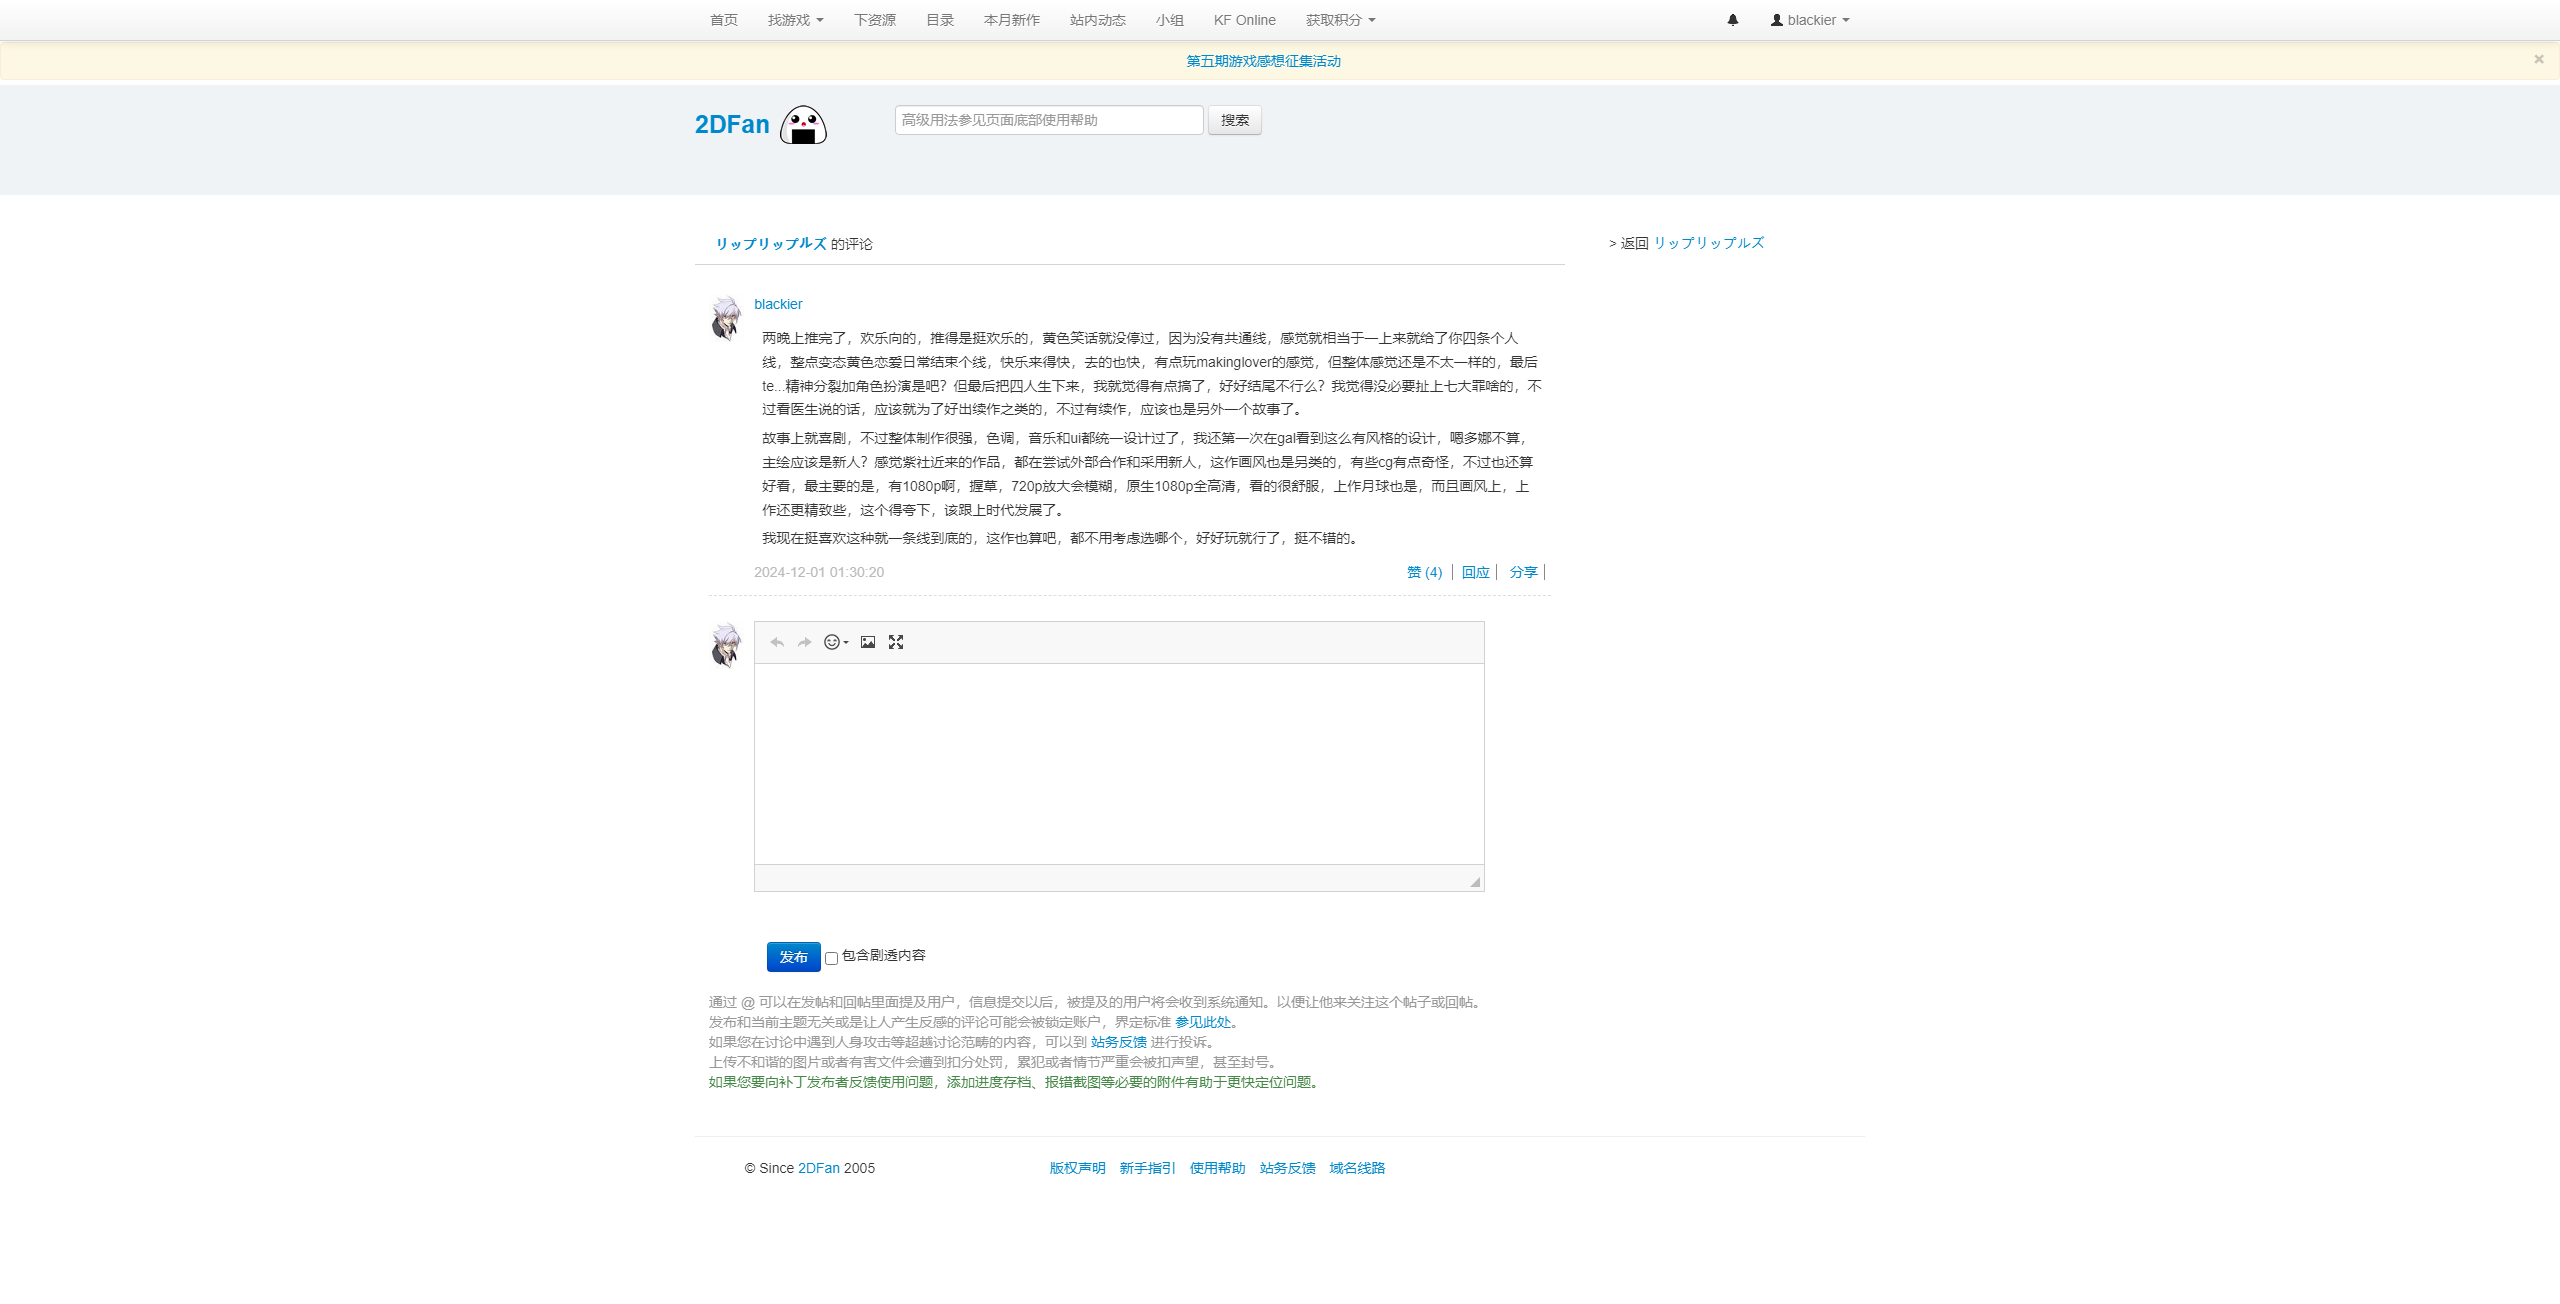 首页 找游戏 下资源 目录 本月新作 站内动态 小组 KF Online 获取积分 blackier
第五期游戏感想征集活动 ×
2DFan 高级用法参见页面底部使用帮助 搜索
リップリップルズ 的评论 > 返回 リップリップルズ
blackier
两晚上推完了，欢乐向的，推得是挺欢乐的，黄色笑话就没停过，因为没有共通线，感觉就相当于一上来就给了你四条个人
线，整点变态黄色恋爱日常结束个线，快乐来得快，去的也快，有点玩makinglover的感觉，但整体感觉还是不太一样的，最后
te...精神分裂加角色扮演是吧？但最后把四人生下来，我就觉得有点搞了，好好结尾不行么？我觉得没必要扯上七大罪啥的，不
过看医生说的话，应该就为了好出续作之类的，不过有续作，应该也是另外一个故事了。
故事上就喜剧，不过整体制作很强，色调，音乐和ui都统一设计过了，我还第一次在gal看到这么有风格的设计，嗯多娜不算，
主绘应该是新人？感觉紫社近来的作品，都在尝试外部合作和采用新人，这作画风也是另类的，有些cg有点奇怪，不过也还算
好看，最主要的是，有1080p啊，握草，720p放大会模糊，原生1080p全高清，看的很舒服，上作月球也是，而且画风上，上
作还更精致些，这个得夸下，该跟上时代发展了。
我现在挺喜欢这种就一条线到底的，这作也算吧，都不用考虑选哪个，好好玩就行了，挺不错的。
2024-12-01 01:30:20 赞 (4) 回应 分享
发布 包含剧透内容
通过 @ 可以在发帖和回帖里面提及用户，信息提交以后，被提及的用户将会收到系统通知。以便让他来关注这个帖子或回帖。
发布和当前主题无关或是让人产生反感的评论可能会被锁定账户，界定标准 参见此处。
如果您在讨论中遇到人身攻击等超越讨论范畴的内容，可以到 站务反馈 进行投诉。
上传不和谐的图片或者有害文件会遭到扣分处罚，累犯或者情节严重会被扣声望，甚至封号。
如果您要向补丁发布者反馈使用问题，添加进度存档、报错截图等必要的附件有助于更快定位问题。
© Since 2DFan 2005 版权声明 新手指引 使用帮助 站务反馈 域名线路